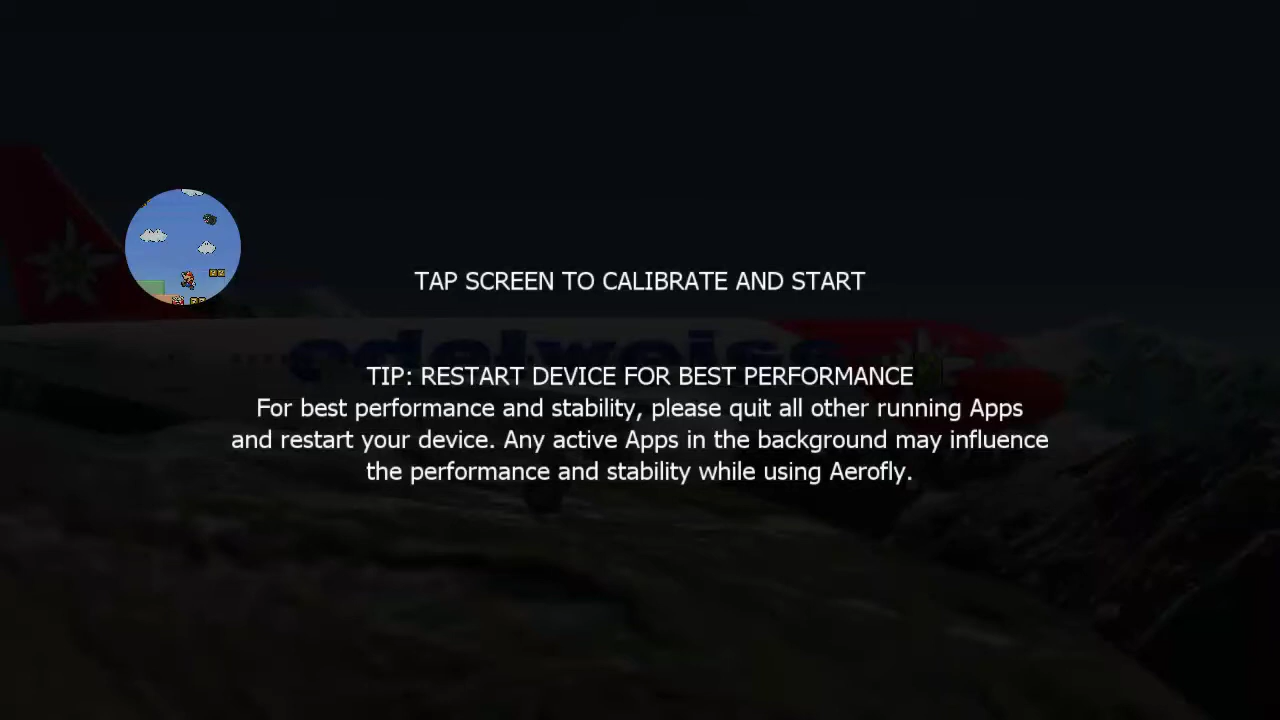 TAP SCREEN TO CALIBRATE AND START
edelweiss
TIP: RESTART DEVICE FOR BEST PERFORMANCE
For best performance and stability, please quit all other running Apps
and restart your device. Any active Apps in the background may influence
the performance and stability while using Aerofly.